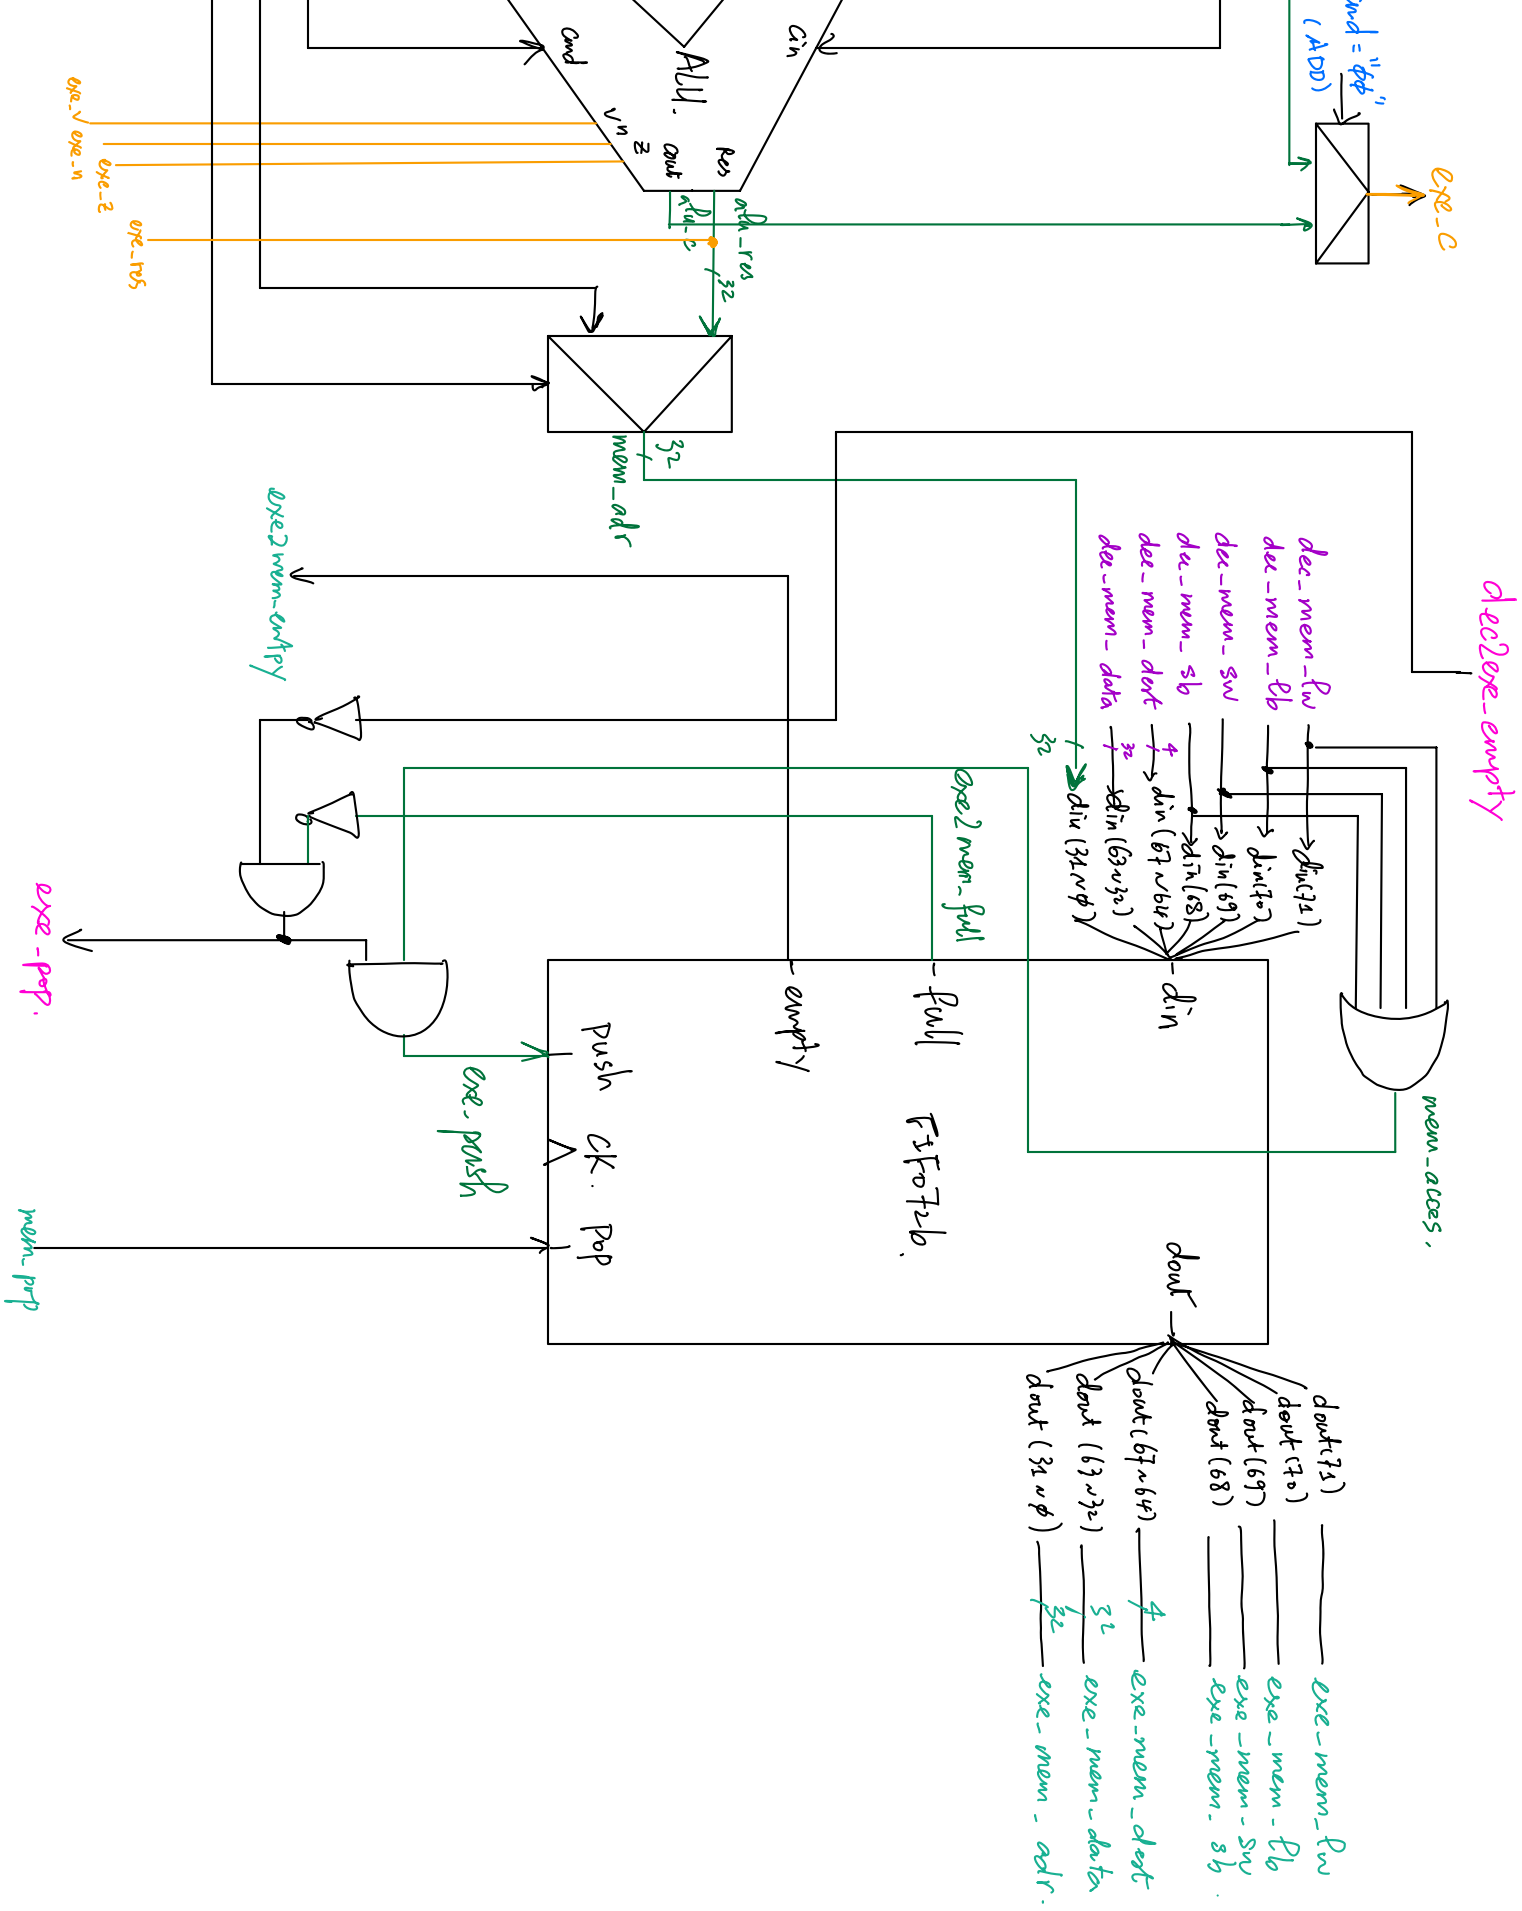 cmd = "φφ"
(ADD)
exe_C
Cin
ALU.
Cmd
Res
Cout
z
n
V
alu_res
alu_c
32
exe_V
exe_n
exe_z
exe_res
32
mem_adr
dec2exe_empty
dec_mem_lw
dec_mem_lb
dec_mem_sw
dec_mem_sb
dec_mem_dest
dec_mem_data
4
32
32
din(71)
din(70)
din(69)
din(68)
din(67~64)
din(63~32)
din(31~φ)
exe2mem_empty
exe2mem_full
mem_acces.
exe_pop.
exe_push
mem_pop
din
full
empty
push
CK.
Pop
FIFO72b.
dout
dout(71)
dout(70)
dout(69)
dout(68)
dout(67~64)
dout(63~32)
dout(31~φ)
4
32
32
exe_mem_lw
exe_mem_lb
exe_mem_sw
exe_mem_sb.
exe_mem_dest
exe_mem_data
exe_mem_adr.